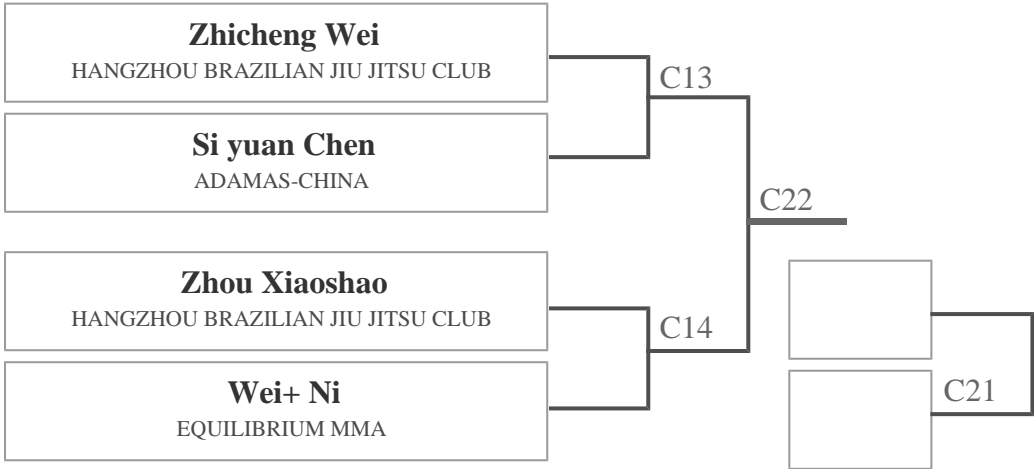 Zhicheng Wei
HANGZHOU BRAZILIAN JIU JITSU CLUB
C13
Si yuan Chen
ADAMAS-CHINA
C22
Zhou Xiaoshao
HANGZHOU BRAZILIAN JIU JITSU CLUB
C14
Wei+ Ni
EQUILIBRIUM MMA
C21